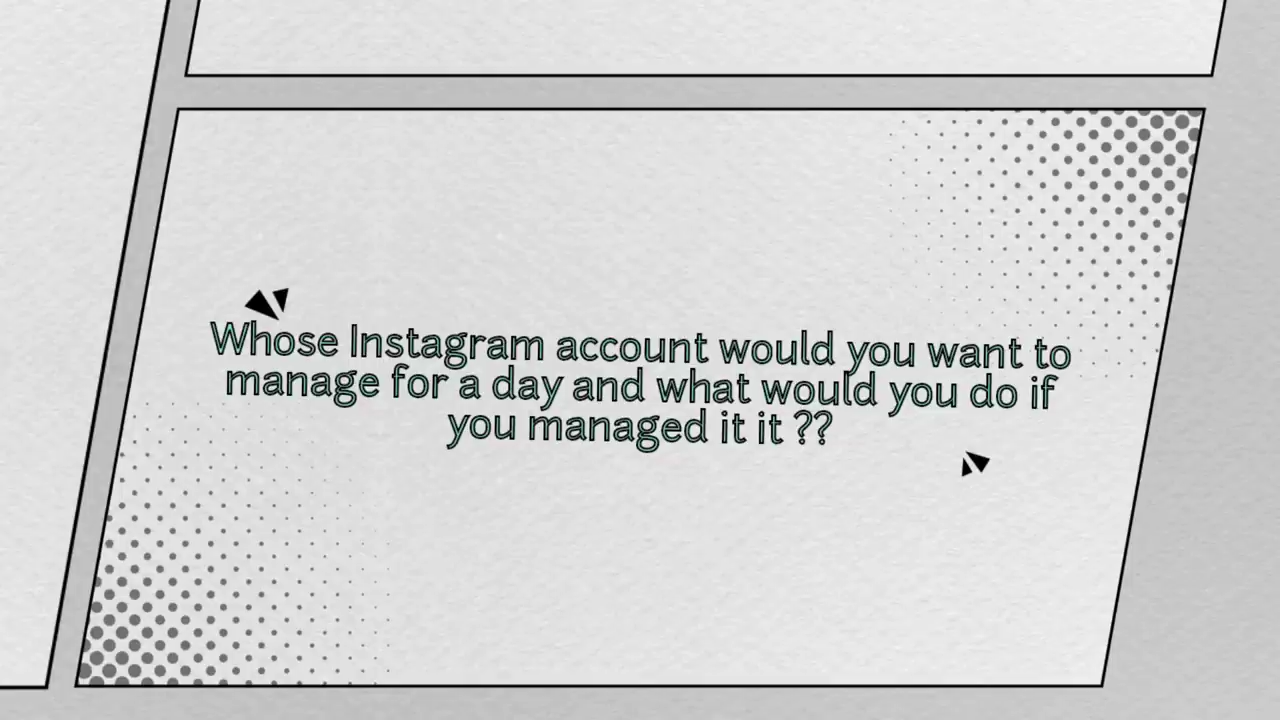 Whose Instagram account would you want to
manage for a day and what would you do if
you managed it it ??